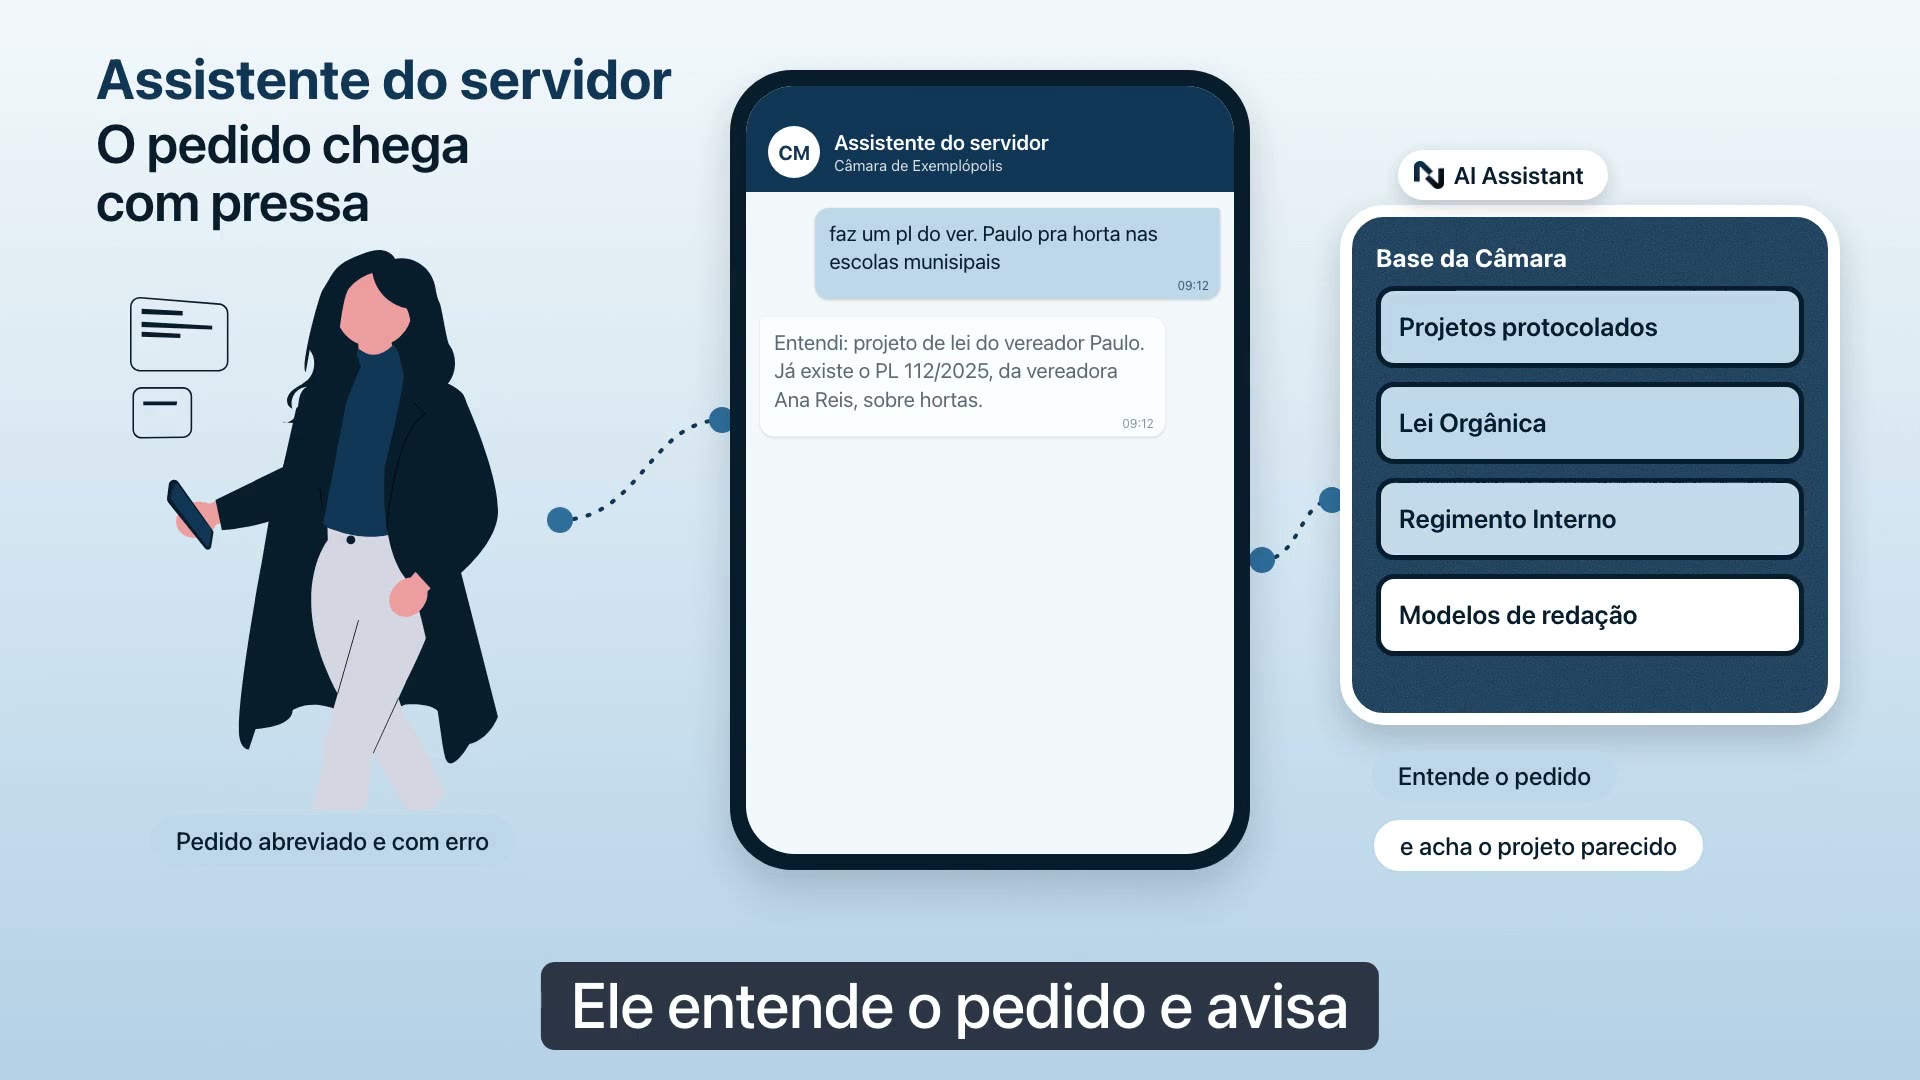 Assistente do servidor
O pedido chega
com pressa
Pedido abreviado e com erro
CM
Assistente do servidor
Câmara de Exemplópolis
faz um pl do ver. Paulo pra horta nas
escolas munisipais
09:12
Entendi: projeto de lei do vereador Paulo.
Já existe o PL 112/2025, da vereadora
Ana Reis, sobre hortas.
09:12
AI Assistant
Base da Câmara
Projetos protocolados
Lei Orgânica
Regimento Interno
Modelos de redação
Entende o pedido
e acha o projeto parecido
Ele entende o pedido e avisa